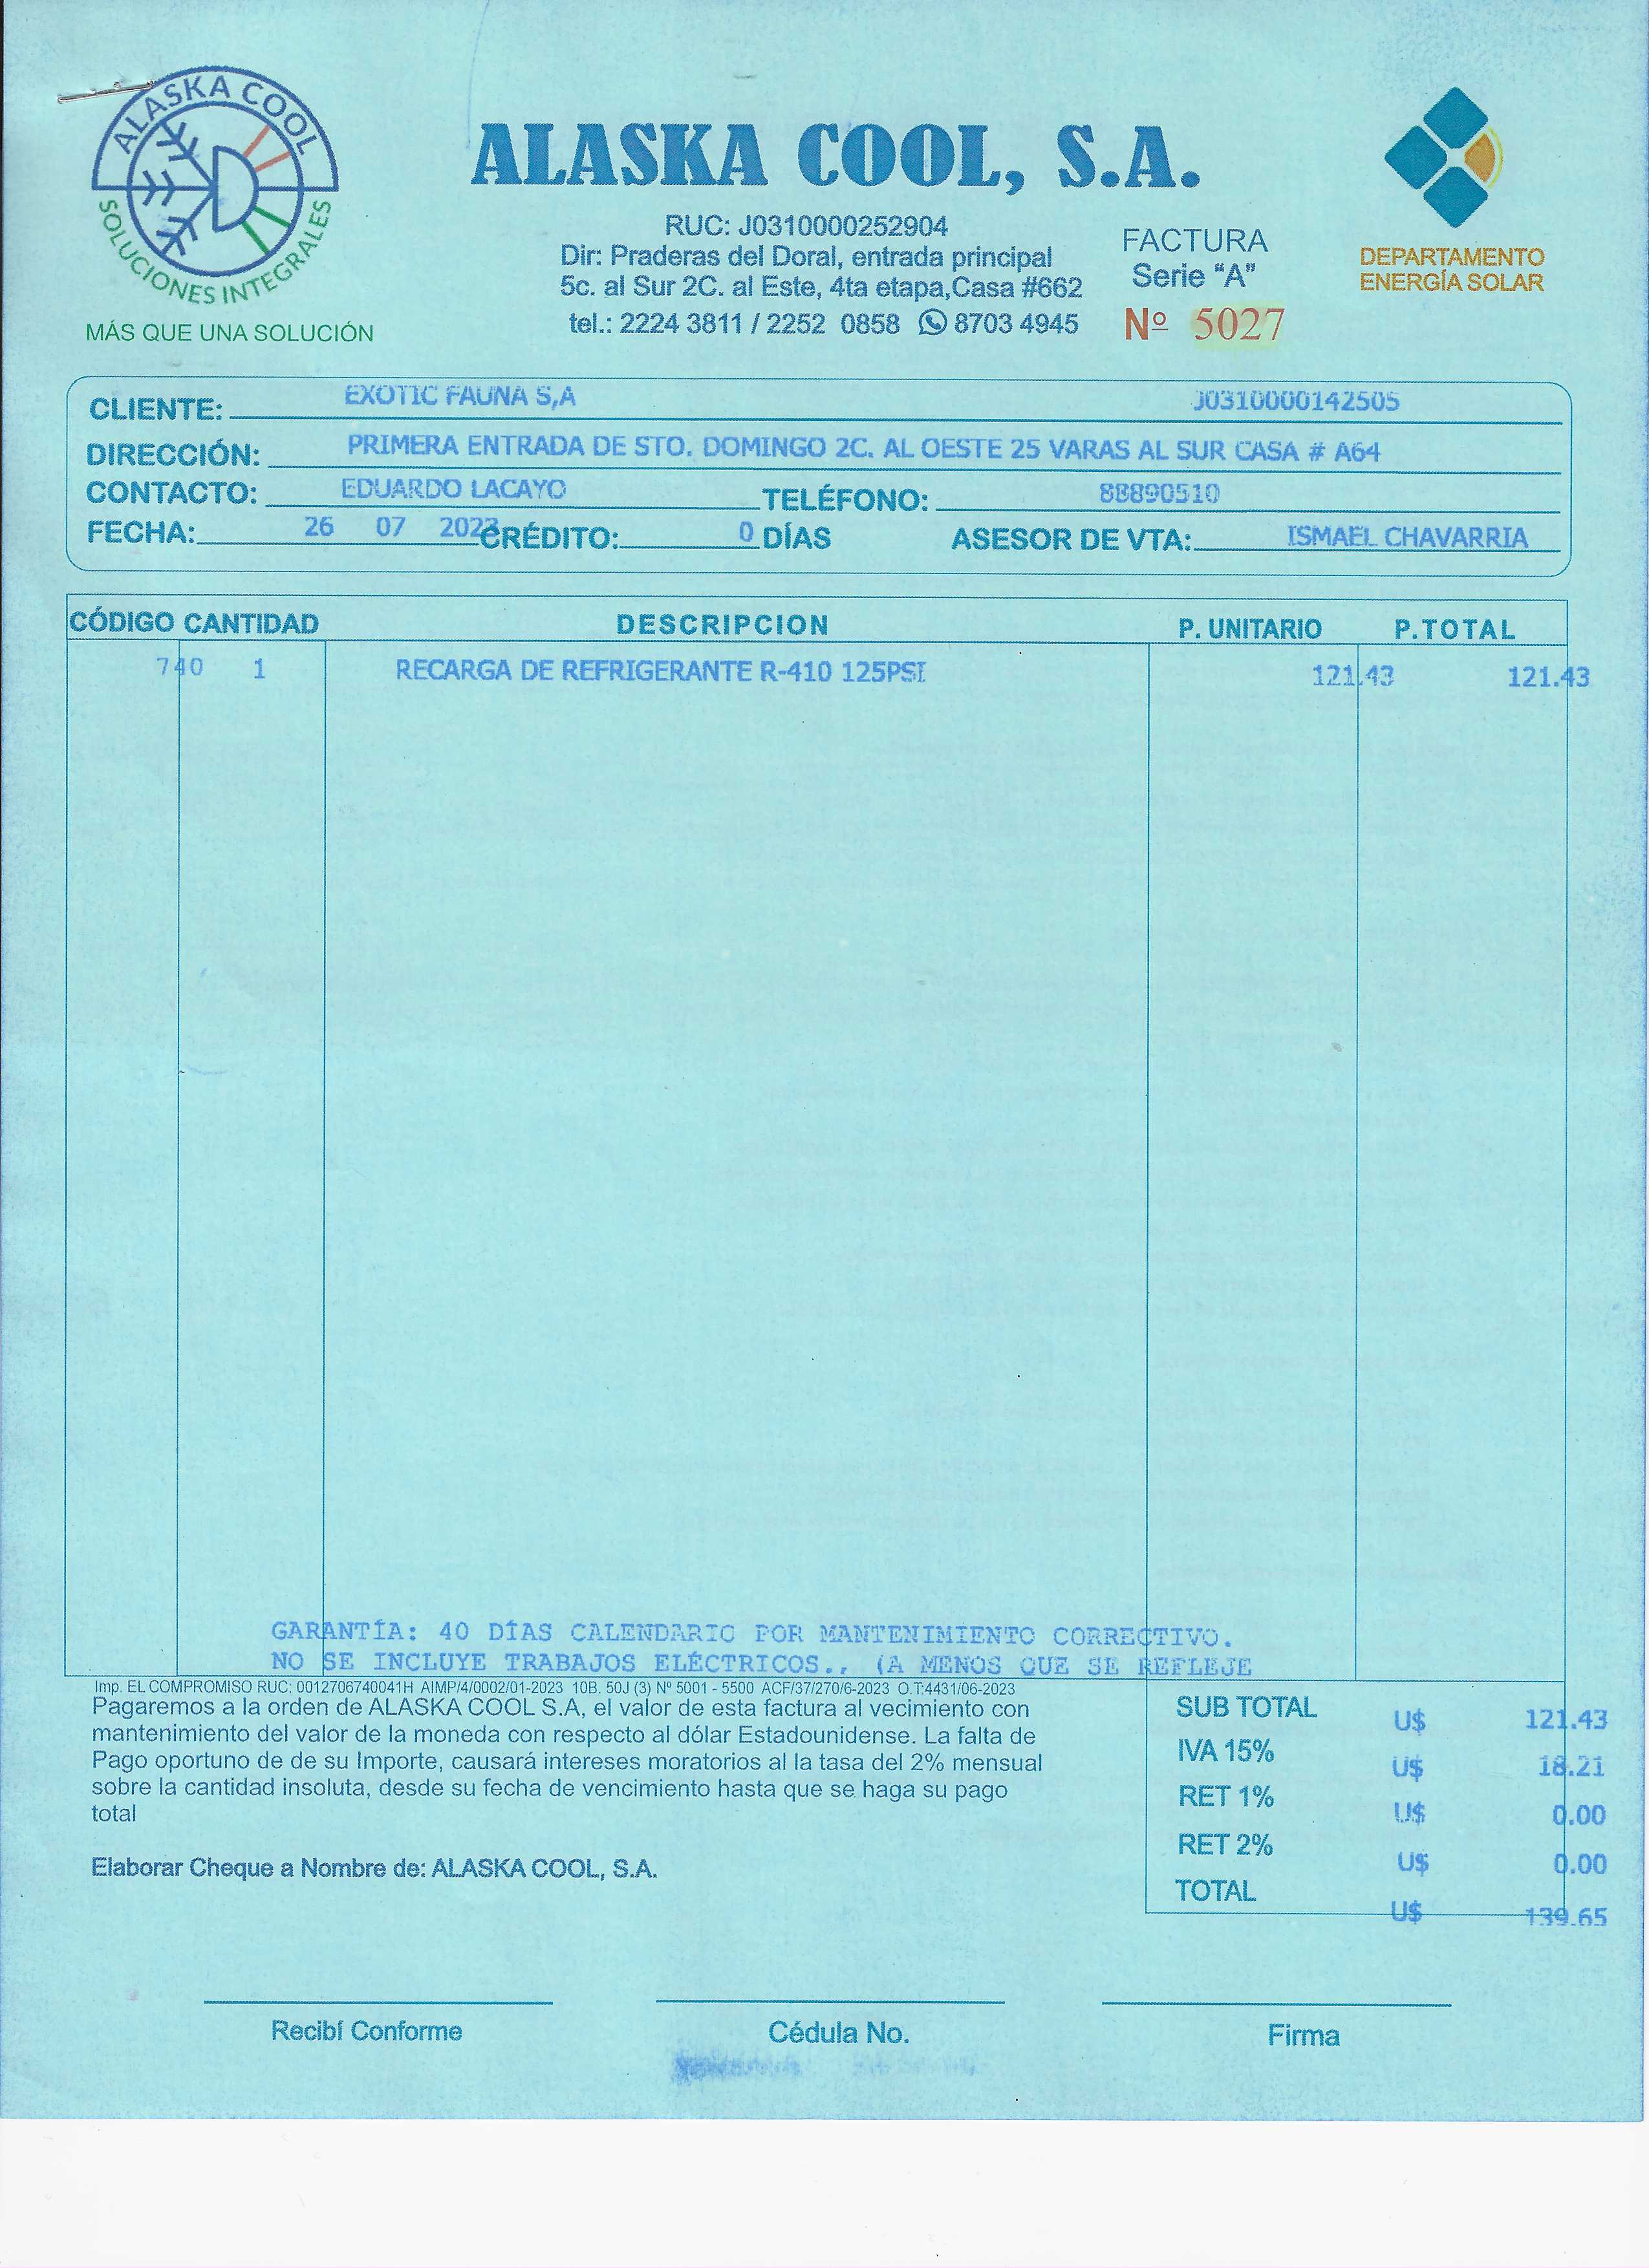 ALASKA COOL
SOLUCIONES INTEGRALES
MÁS QUE UNA SOLUCIÓN
ALASKA COOL, S.A.
RUC: J0310000252904
Dir: Praderas del Doral, entrada principal
5c. al Sur 2C. al Este, 4ta etapa,Casa #662
tel.: 2224 3811 / 2252 0858 8703 4945
FACTURA
Serie “A”
Nº 5027
DEPARTAMENTO
ENERGÍA SOLAR
CLIENTE: EXOTIC FAUNA S,A J0310000142505
DIRECCIÓN: PRIMERA ENTRADA DE STO. DOMINGO 2C. AL OESTE 25 VARAS AL SUR CASA # A64
CONTACTO: EDUARDO LACAYO TELÉFONO: 88890510
FECHA: 26 07 2023 CRÉDITO: 0 DÍAS ASESOR DE VTA: ISMAEL CHAVARRIA
CÓDIGO CANTIDAD DESCRIPCION P. UNITARIO P.TOTAL
740 1 RECARGA DE REFRIGERANTE R-410 125PSI 121.43 121.43
GARANTÍA: 40 DÍAS CALENDARIO POR MANTENIMIENTO CORRECTIVO.
NO SE INCLUYE TRABAJOS ELÉCTRICOS., (A MENOS QUE SE REFLEJE
Imp. EL COMPROMISO RUC: 0012706740041H AIMP/4/0002/01-2023 10B. 50J (3) Nº 5001 - 5500 ACF/37/270/6-2023 O.T:4431/06-2023
Pagaremos a la orden de ALASKA COOL S.A, el valor de esta factura al vecimiento con
mantenimiento del valor de la moneda con respecto al dólar Estadounidense. La falta de
Pago oportuno de de su Importe, causará intereses moratorios al la tasa del 2% mensual
sobre la cantidad insoluta, desde su fecha de vencimiento hasta que se haga su pago
total
Elaborar Cheque a Nombre de: ALASKA COOL, S.A.
SUB TOTAL U$ 121.43
IVA 15% U$ 18.21
RET 1% U$ 0.00
RET 2% U$ 0.00
TOTAL U$ 139.65
Recibí Conforme Cédula No. Firma